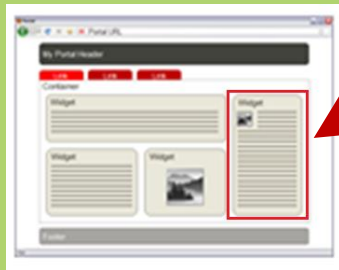 Portal URL
My Portal Header
Link Link Link
Container
Widget Widget
Widget Widget
Footer